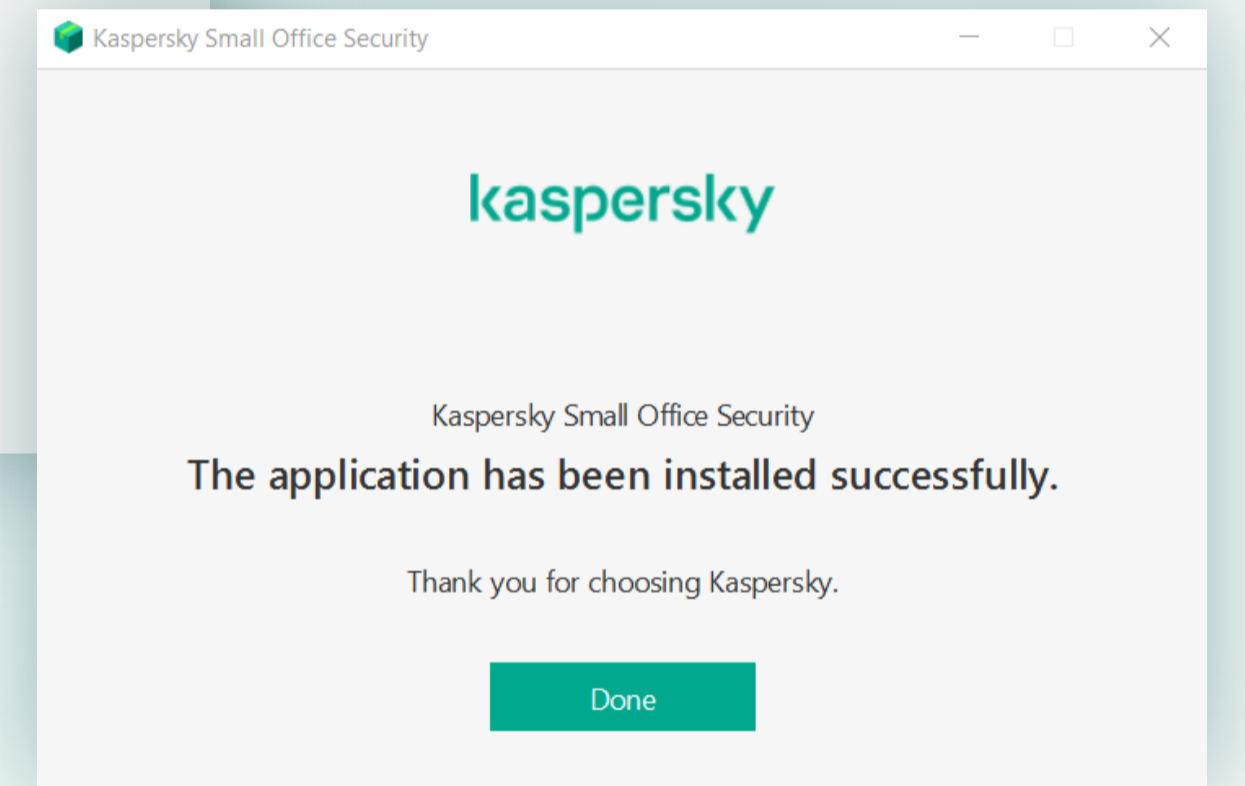 Kaspersky Small Office Security
kaspersky
Kaspersky Small Office Security
The application has been installed successfully.
Thank you for choosing Kaspersky.
Done